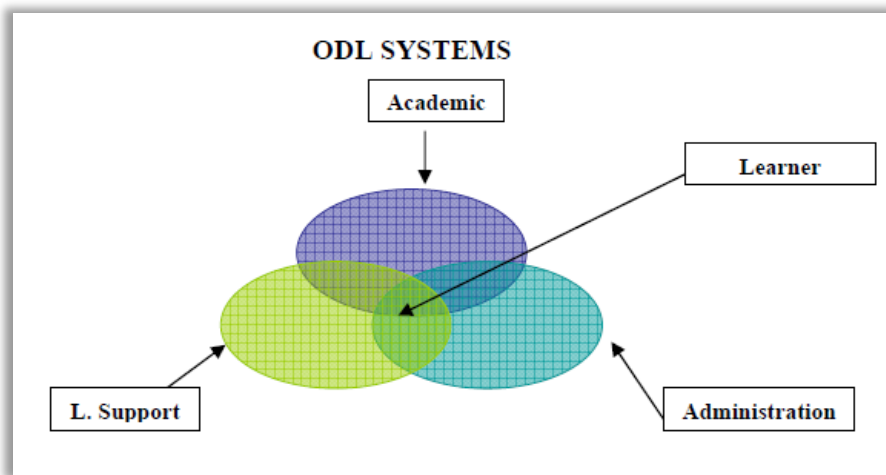 ODL SYSTEMS
Academic
Learner
L. Support
Administration